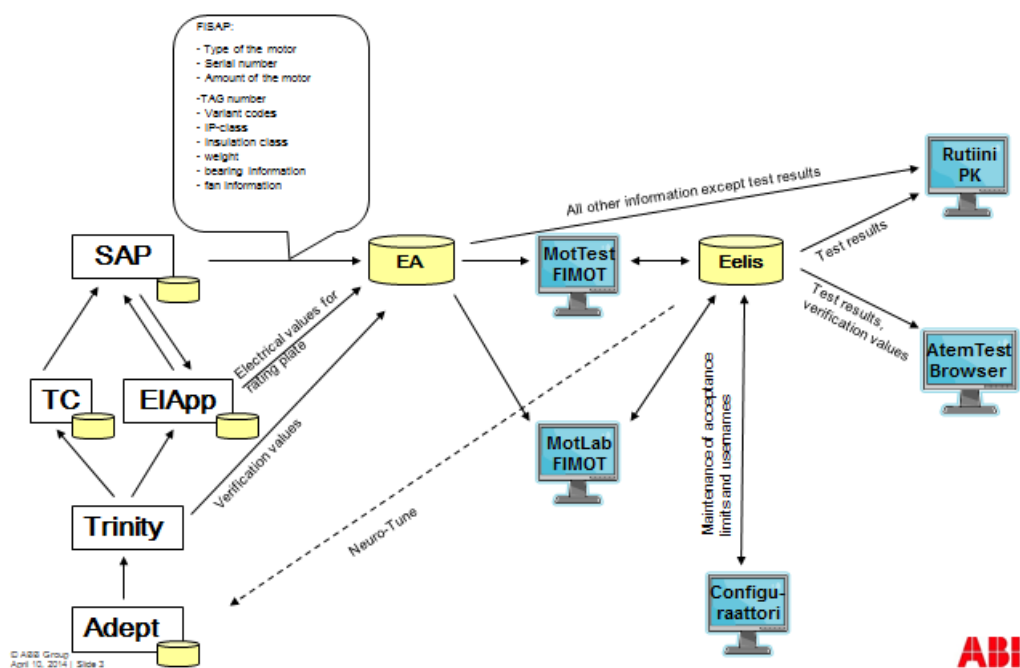 FISAP:
- Type of the motor
- Serial number
- Amount of the motor
-TAG number
- Variant codes
- IP-class
- Insulation class
- weight
- bearing information
- fan information
SAP
EA
MotTest
FIMOT
Eelis
Rutiini
PK
All other information except test results
Test results
Test results,
verification values
AtemTest
Browser
TC
ElApp
Electrical values for
rating plate
Verification values
MotLab
FIMOT
Maintenance of acceptance
limits and usernames
Trinity
Neuro-Tune
Adept
Configu-
raattori
© ABB Group
April 10, 2014 | Slide 3
ABI